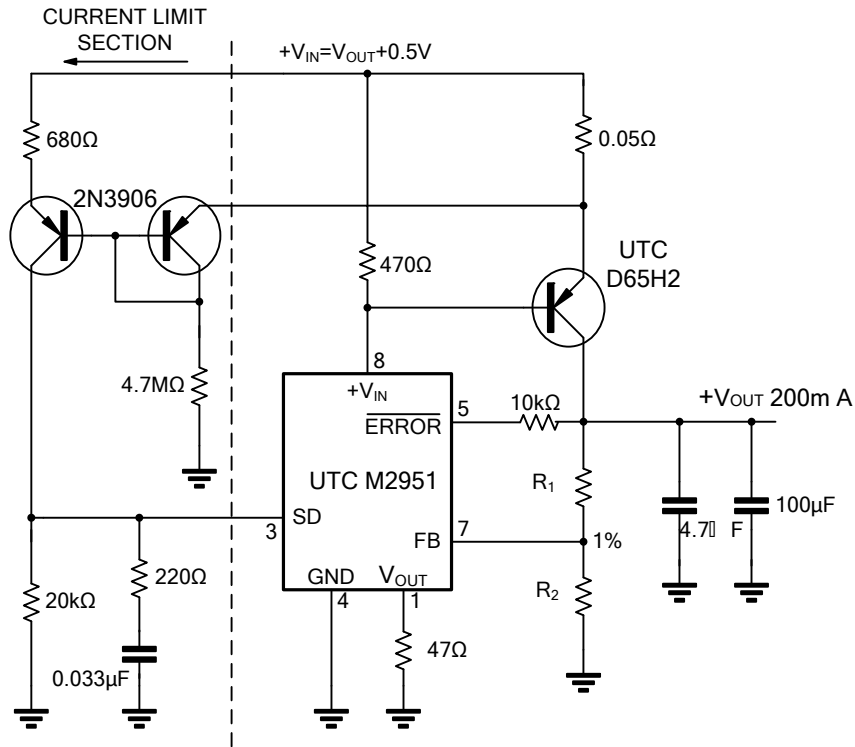 CURRENT LIMIT
SECTION
+VIN=VOUT+0.5V
680Ω
0.05Ω
2N3906
470Ω
UTC
D65H2
4.7MΩ
8
+VIN
5
10kΩ
+VOUT 200m A
ERROR
UTC M2951
R1
3
SD
100µF
4.7▯ F
FB
7
1%
220Ω
20kΩ
GND
VOUT
R2
4
1
47Ω
0.033µF